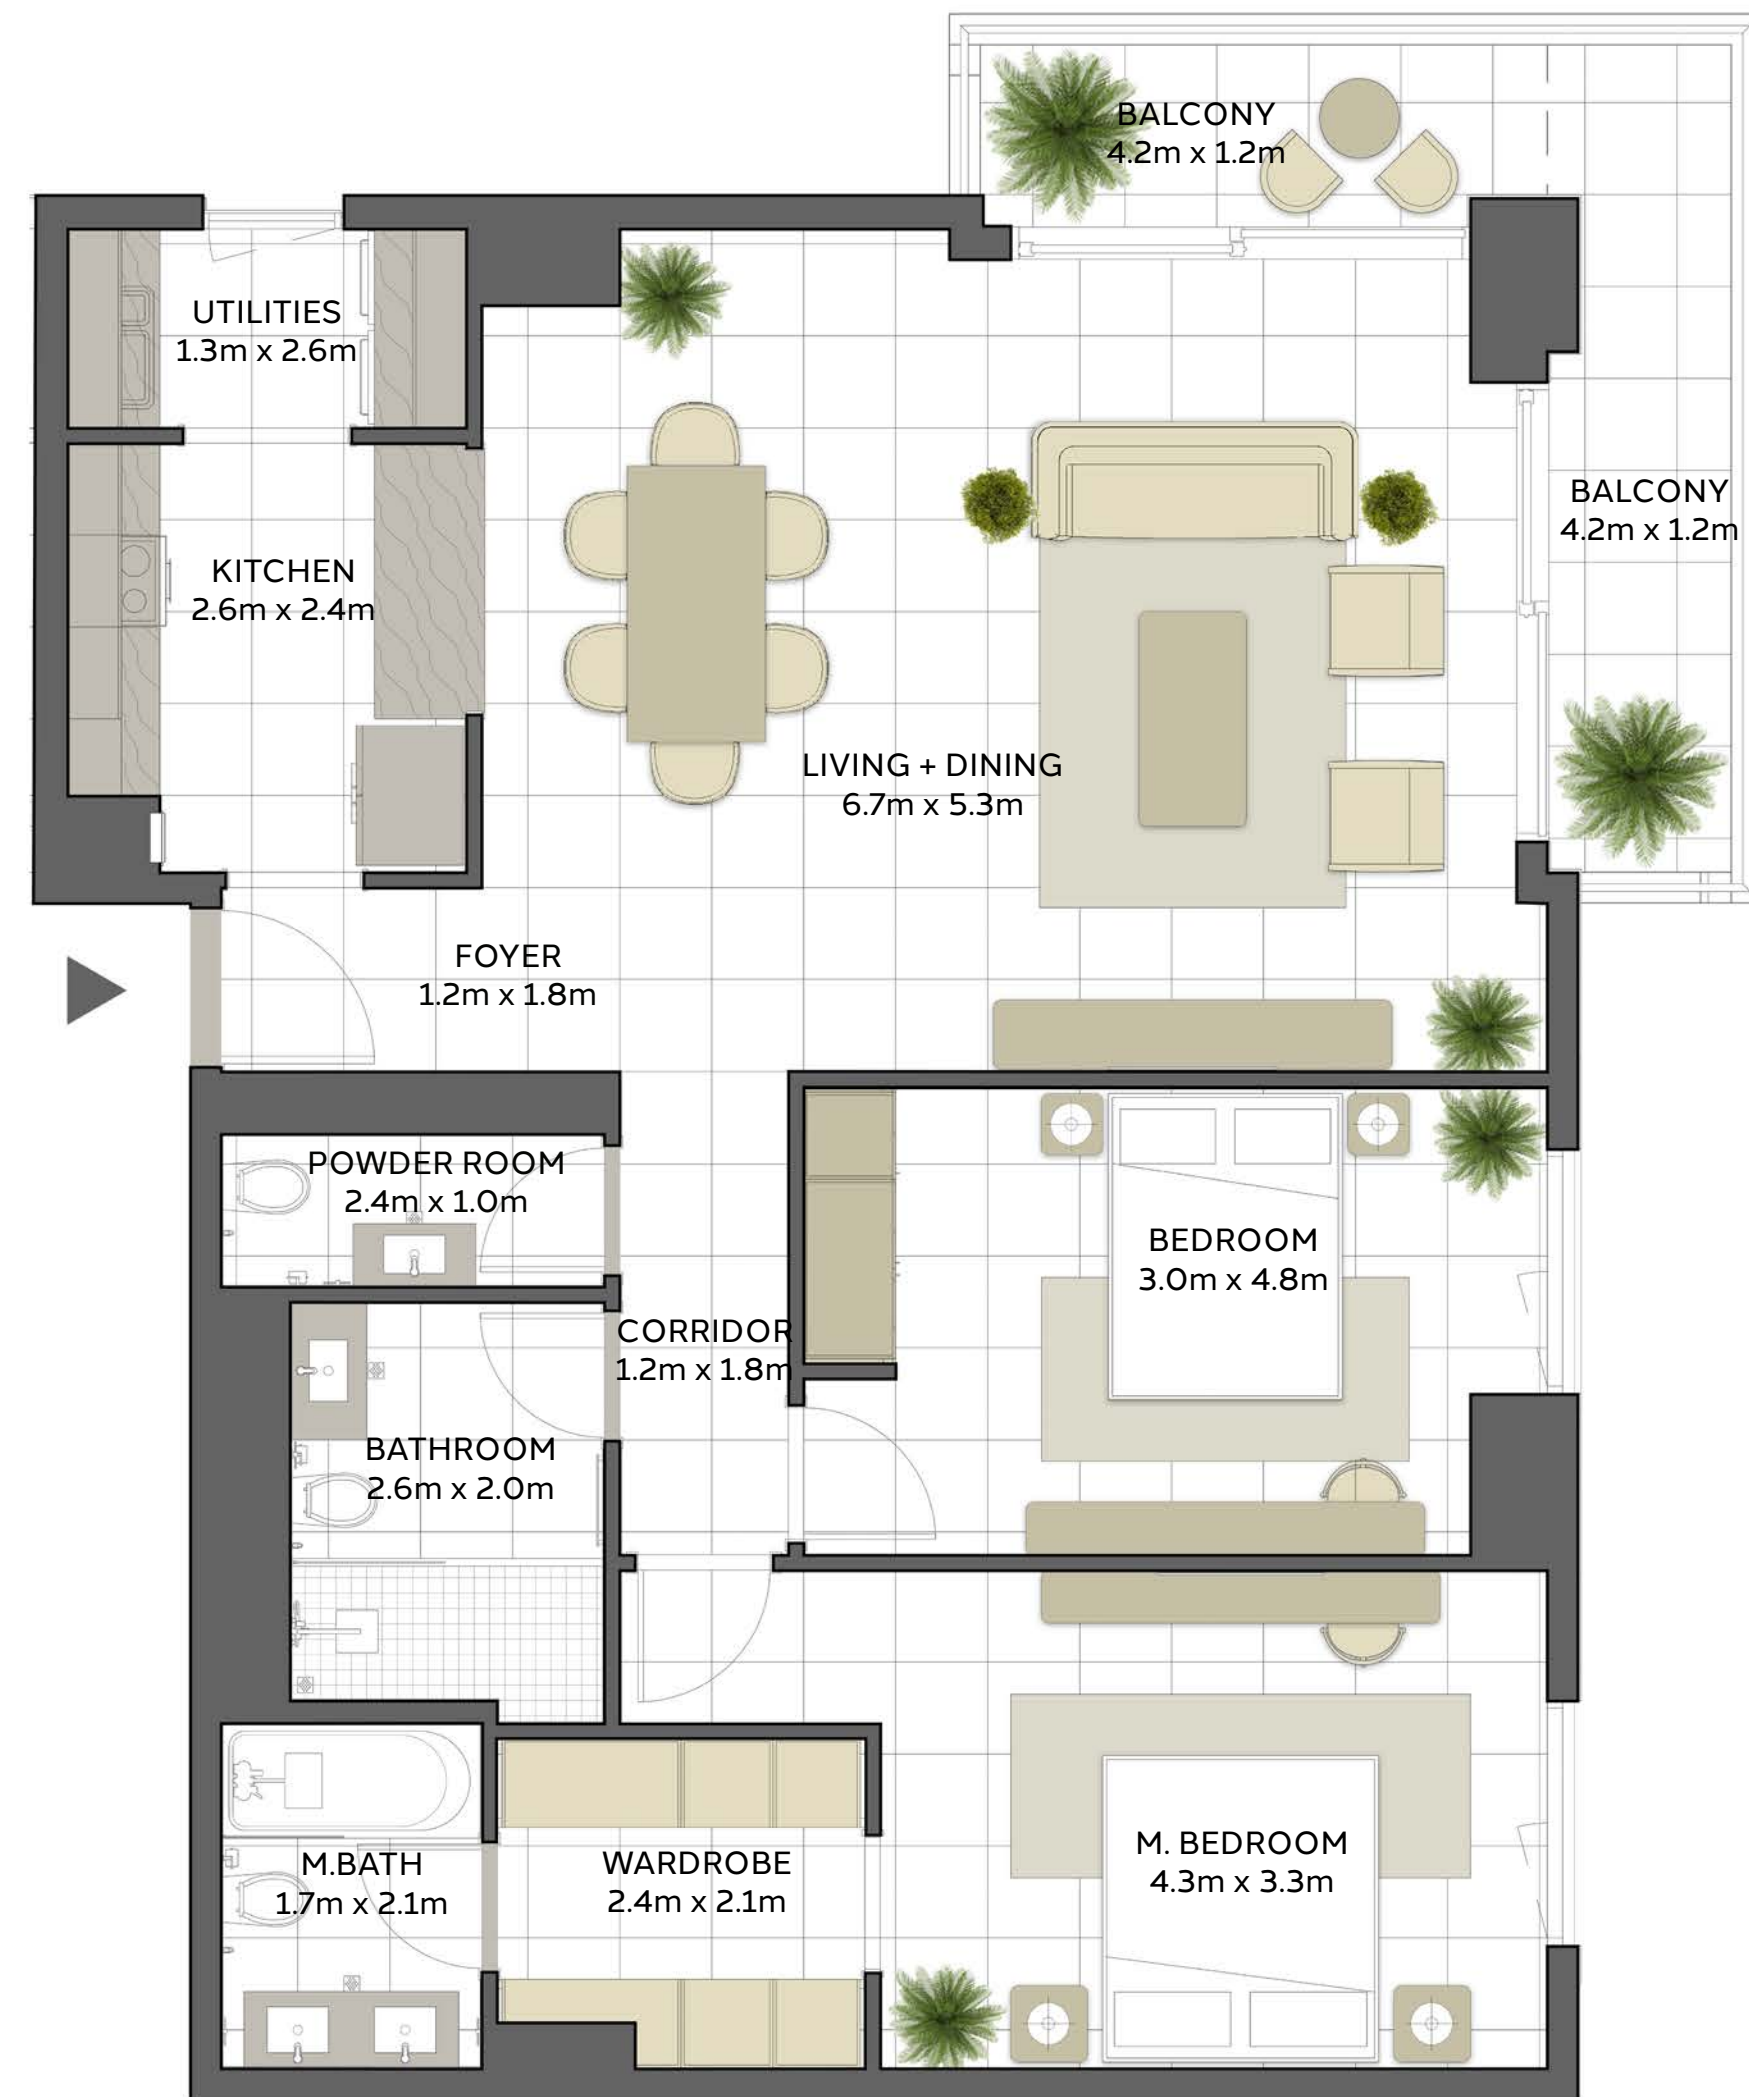 BALCONY
4.2m x 1.2m
UTILITIES
1.3m x 2.6m
BALCONY
4.2m x 1.2m
KITCHEN
2.6m x 2.4m
LIVING + DINING
6.7m x 5.3m
FOYER
1.2m x 1.8m
POWDER ROOM
2.4m x 1.0m
BEDROOM
3.0m x 4.8m
CORRIDOR
1.2m x 1.8m
BATHROOM
2.6m x 2.0m
M. BEDROOM
4.3m x 3.3m
M.BATH
1.7m x 2.1m
WARDROBE
2.4m x 2.1m